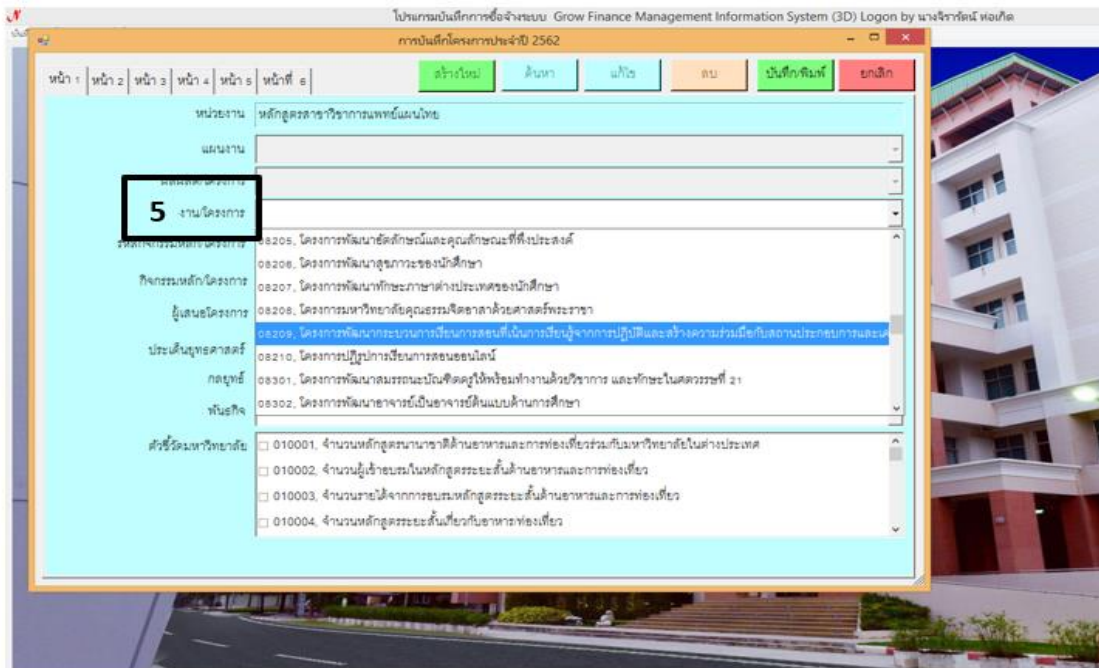 โปรแกรมบันทึกการซื้อจ้างระบบ Grow Finance Management Information System (3D) Logon by นางจิรารัตน์ ห่อเกิด
การบันทึกโครงการประจำปี 2562
หน้า 1 หน้า 2 หน้า 3 หน้า 4 หน้า 5 หน้าที่ 6
สร้างใหม่ ค้นหา แก้ไข ลบ บันทึก/พิมพ์ ยกเลิก
หน่วยงาน หลักสูตรสาขาวิชาการแพทย์แผนไทย
แผนงาน
ผลผลิต/โครงการ
5 งาน/โครงการ
รหัสกิจกรรมหลัก/โครงการ 08205, โครงการพัฒนาอัตลักษณ์และคุณลักษณะที่พึงประสงค์
08206, โครงการพัฒนาสุขภาวะของนักศึกษา
กิจกรรมหลัก/โครงการ 08207, โครงการพัฒนาทักษะภาษาต่างประเทศของนักศึกษา
ผู้เสนอโครงการ 08208, โครงการมหาวิทยาลัยคุณธรรมจิตอาสาด้วยศาสตร์พระราชา
08209, โครงการพัฒนากระบวนการเรียนการสอนที่เน้นการเรียนรู้จากการปฏิบัติและสร้างความร่วมมือกับสถานประกอบการและเค
ประเด็นยุทธศาสตร์ 08210, โครงการปฏิรูปการเรียนการสอนออนไลน์
กลยุทธ์ 08301, โครงการพัฒนาสมรรถนะบัณฑิตครูให้พร้อมทำงานด้วยวิชาการ และทักษะในศตวรรษที่ 21
พันธกิจ 08302, โครงการพัฒนาอาจารย์เป็นอาจารย์ต้นแบบด้านการศึกษา
ตัวชี้วัดมหาวิทยาลัย 010001, จำนวนหลักสูตรนานาชาติด้านอาหารและการท่องเที่ยวร่วมกับมหาวิทยาลัยในต่างประเทศ
010002, จำนวนผู้เข้าอบรมในหลักสูตรระยะสั้นด้านอาหารและการท่องเที่ยว
010003, จำนวนรายได้จากการอบรมหลักสูตรระยะสั้นด้านอาหารและการท่องเที่ยว
010004, จำนวนหลักสูตรระยะสั้นเกี่ยวกับอาหาร/ท่องเที่ยว